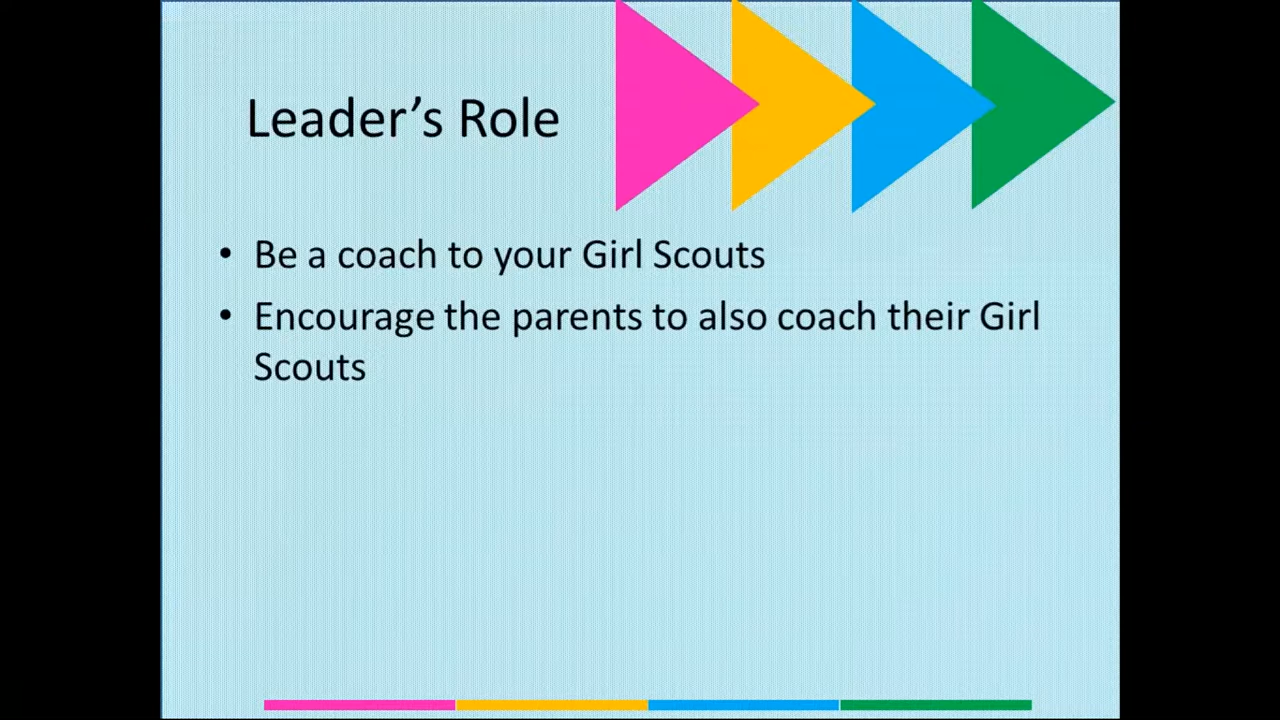 Leader’s Role
• Be a coach to your Girl Scouts
• Encourage the parents to also coach their Girl
Scouts